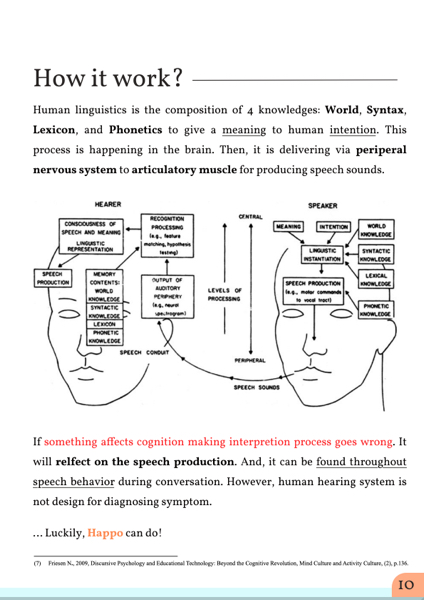 How it work?
Human linguistics is the composition of 4 knowledges: World, Syntax,
Lexicon, and Phonetics to give a meaning to human intention. This
process is happening in the brain. Then, it is delivering via periperal
nervous system to articulatory muscle for producing speech sounds.
HEARER
SPEAKER
CONSCIOUSNESS OF
SPEECH AND MEANING
LINGUISTIC
REPRESENTATION
RECOGNITION
PROCESSING
(e.g., feature
matching, hypothesis
testing)
CENTRAL
MEANING
INTENTION
WORLD
KNOWLEDGE
LINGUISTIC
INSTANTIATION
SYNTACTIC
KNOWLEDGE
SPEECH
PRODUCTION
MEMORY
CONTENTS:
WORLD
KNOWLEDGE
SYNTACTIC
KNOWLEDGE
LEXICON
PHONETIC
KNOWLEDGE
OUTPUT OF
AUDITORY
PERIPHERY
(e.g., neural
spectrogram)
LEVELS OF
PROCESSING
SPEECH PRODUCTION
(e.g., motor commands
to vocal tract)
LEXICAL
KNOWLEDGE
PHONETIC
KNOWLEDGE
SPEECH CONDUIT
PERIPHERAL
SPEECH SOUNDS
If something affects cognition making interpretion process goes wrong. It
will relfect on the speech production. And, it can be found throughout
speech behavior during conversation. However, human hearing system is
not design for diagnosing symptom.
... Luckily, Happo can do!
(7) Friesm N., 2009, Discursive Psychology and Educational Technology: Beyond the Cognitive Revolution, Mind Culture and Activity Culture, (2), p.136.
10